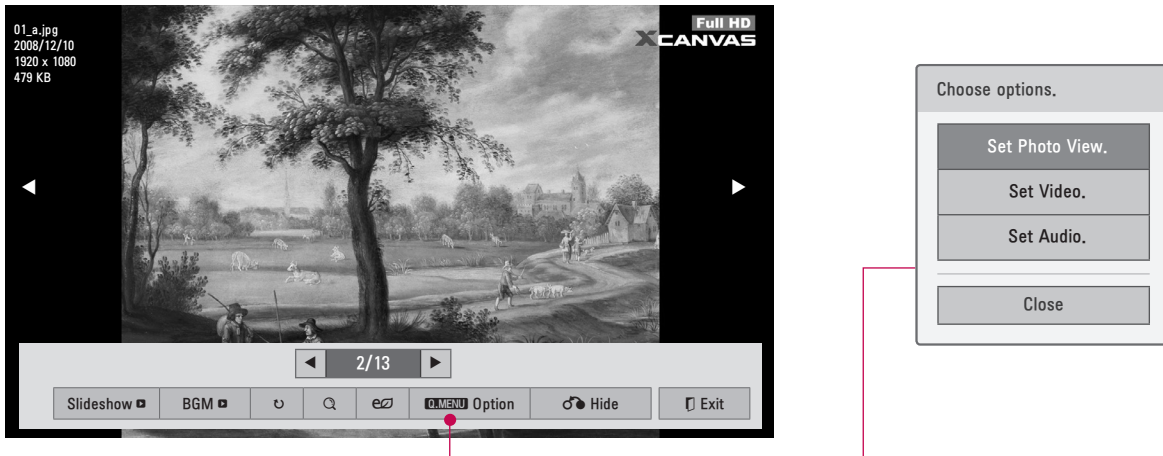 01_a.jpg
2008/12/10
1920 x 1080
479 KB
Full HD
XCANVAS
2/13
Slideshow
BGM
Q.MENU Option
Hide
Exit
Choose options.
Set Photo View.
Set Video.
Set Audio.
Close